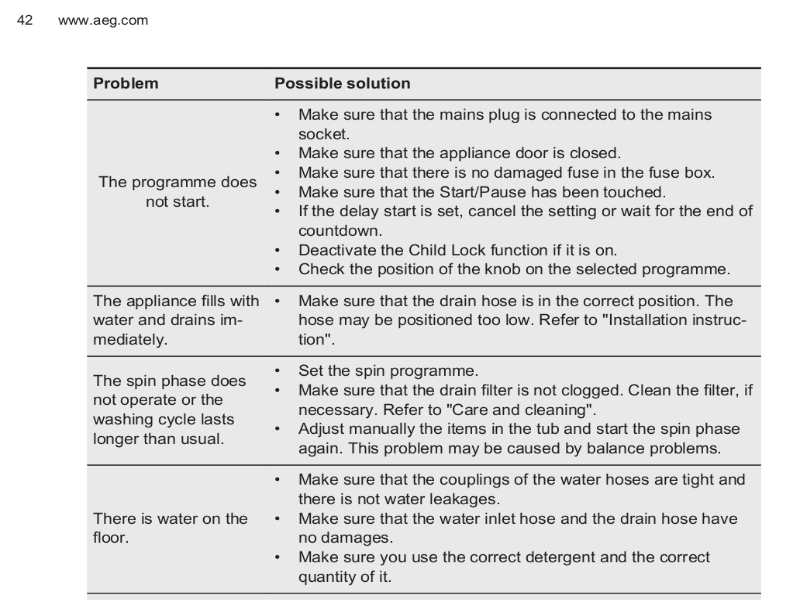 42 www.aeg.com
Problem Possible solution
The programme does
not start.
• Make sure that the mains plug is connected to the mains
socket.
• Make sure that the appliance door is closed.
• Make sure that there is no damaged fuse in the fuse box.
• Make sure that the Start/Pause has been touched.
• If the delay start is set, cancel the setting or wait for the end of
countdown.
• Deactivate the Child Lock function if it is on.
• Check the position of the knob on the selected programme.
The appliance fills with
water and drains im-
mediately.
• Make sure that the drain hose is in the correct position. The
hose may be positioned too low. Refer to "Installation instruc-
tion".
The spin phase does
not operate or the
washing cycle lasts
longer than usual.
• Set the spin programme.
• Make sure that the drain filter is not clogged. Clean the filter, if
necessary. Refer to "Care and cleaning".
• Adjust manually the items in the tub and start the spin phase
again. This problem may be caused by balance problems.
There is water on the
floor.
• Make sure that the couplings of the water hoses are tight and
there is not water leakages.
• Make sure that the water inlet hose and the drain hose have
no damages.
• Make sure you use the correct detergent and the correct
quantity of it.